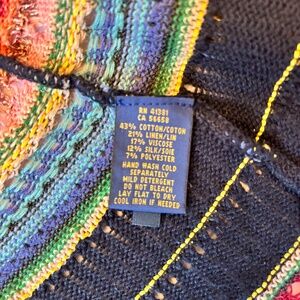 RN 41381
CA 56658
43% COTTON/COTON
21% LINEN/LIN
17% VISCOSE
12% SILK/SOIE
7% POLYESTER
HAND WASH COLD
SEPARATELY
MILD DETERGENT
DO NOT BLEACH
LAY FLAT TO DRY
COOL IRON IF NEEDED